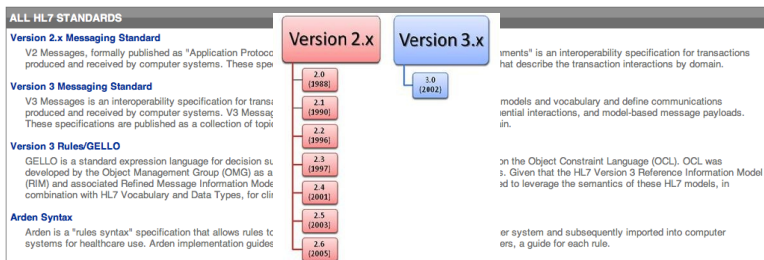 ALL HL7 STANDARDS
Version 2.x Messaging Standard
V2 Messages, formally published as "Application Protoco
ments" is an interoperability specification for transactions
produced and received by computer systems. These spe
hat describe the transaction interactions by domain.
Version 3 Messaging Standard
V3 Messages is an interoperability specification for transa
models and vocabulary and define communications
produced and received by computer systems. V3 Messag
ential interactions, and model-based message payloads.
These specifications are published as a collection of topic
in.
Version 3 Rules/GELLO
GELLO is a standard expression language for decision su
on the Object Constraint Language (OCL). OCL was
developed by the Object Management Group (OMG) as a
s. Given that the HL7 Version 3 Reference Information Model
(RIM) and associated Refined Message Information Mode
ed to leverage the semantics of these HL7 models, in
combination with HL7 Vocabulary and Data Types, for cli
Arden Syntax
Arden is a "rules syntax" specification that allows rules to
er system and subsequently imported into computer
systems for healthcare use. Arden implementation guides
ers, a guide for each rule.
Version 2.x
2.0
(1988)
2.1
(1990)
2.2
(1996)
2.3
(1997)
2.4
(2001)
2.5
(2003)
2.6
(2005)
Version 3.x
3.0
(2002)